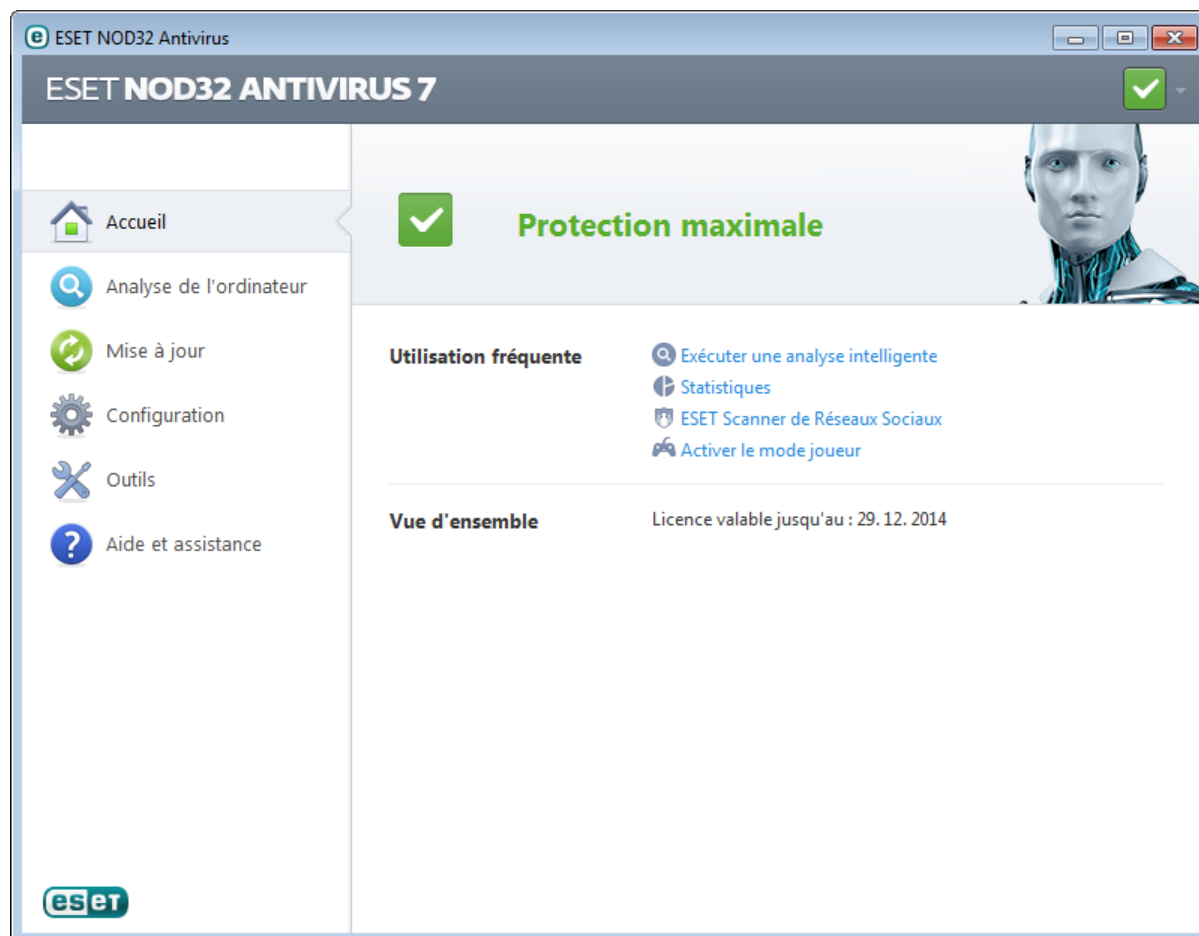 ESET NOD32 Antivirus
ESET NOD32 ANTIVIRUS 7
Accueil
Analyse de l'ordinateur
Mise à jour
Configuration
Outils
Aide et assistance
Protection maximale
Utilisation fréquente
Exécuter une analyse intelligente
Statistiques
ESET Scanner de Réseaux Sociaux
Activer le mode joueur
Vue d'ensemble
Licence valable jusqu'au : 29. 12. 2014
eset